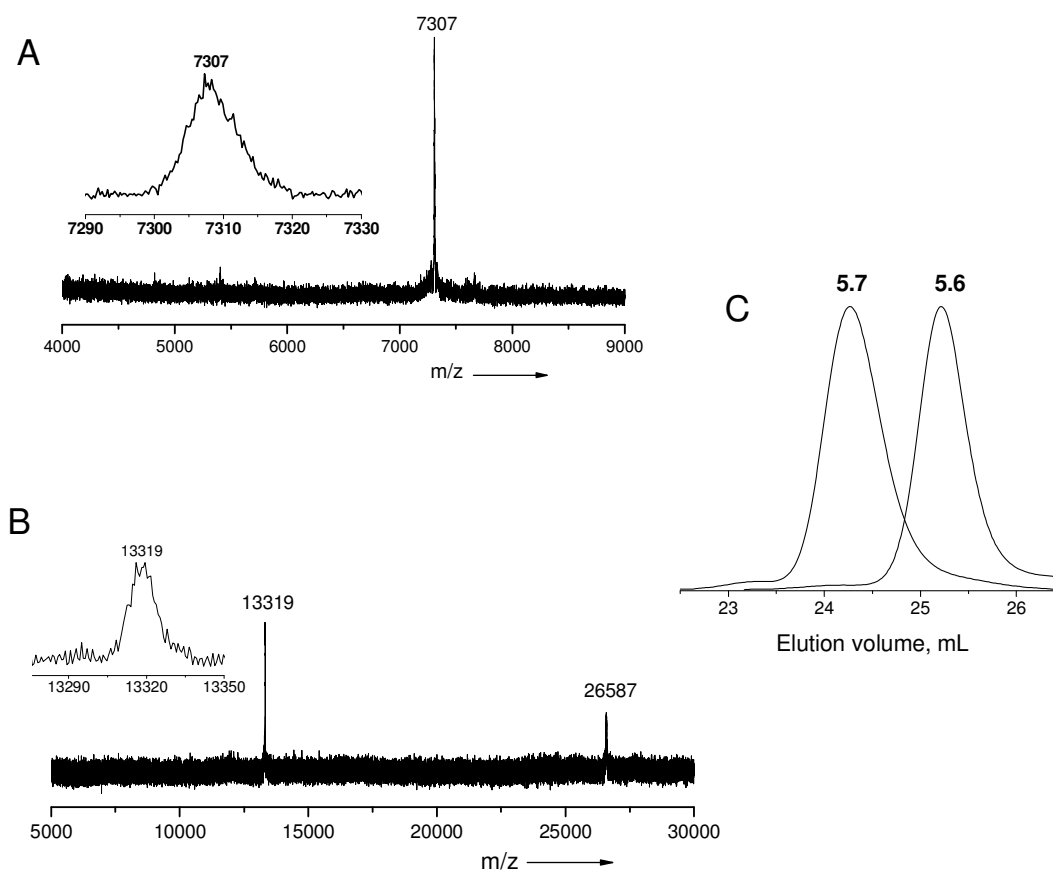 A
7307
7307
7290 7300 7310 7320 7330
4000 5000 6000 7000 8000 9000
m/z
B
13319
13319
13290 13320 13350
26587
5000 10000 15000 20000 25000 30000
m/z
C
5.7 5.6
23 24 25 26
Elution volume, mL